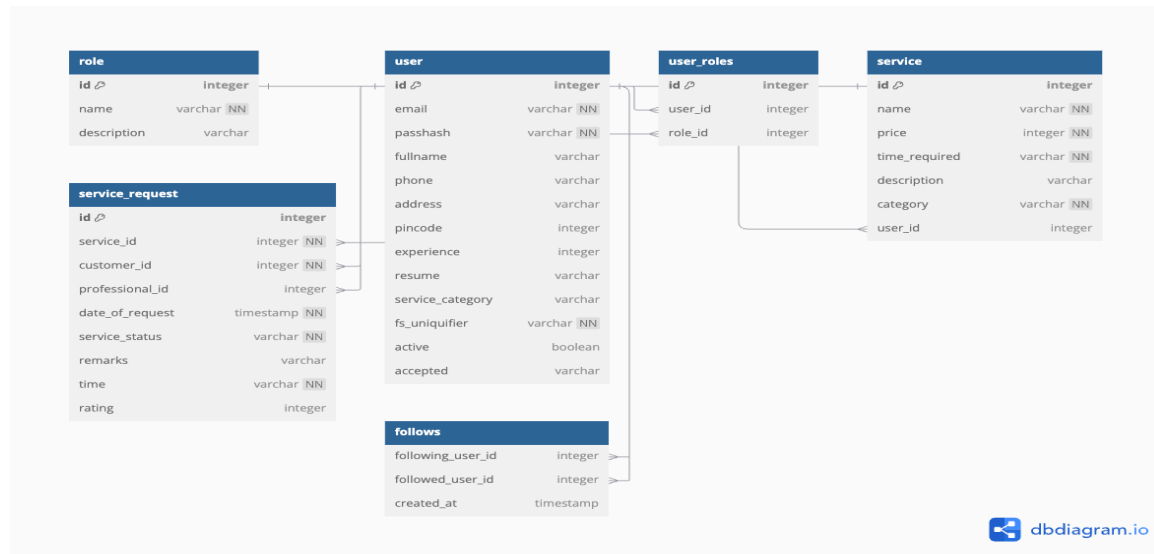 role
id integer
name varchar NN
description varchar
user
id integer
email varchar NN
passhash varchar NN
fullname varchar
phone varchar
address varchar
pincode integer
experience integer
resume varchar
service_category varchar
fs_uniquifier varchar NN
active boolean
accepted varchar
user_roles
id integer
user_id integer
role_id integer
service
id integer
name varchar NN
price integer NN
time_required varchar NN
description varchar
category varchar NN
user_id integer
service_request
id integer
service_id integer NN
customer_id integer NN
professional_id integer
date_of_request timestamp NN
service_status varchar NN
remarks varchar
time varchar NN
rating integer
follows
following_user_id integer
followed_user_id integer
created_at timestamp
dbdiagram.io